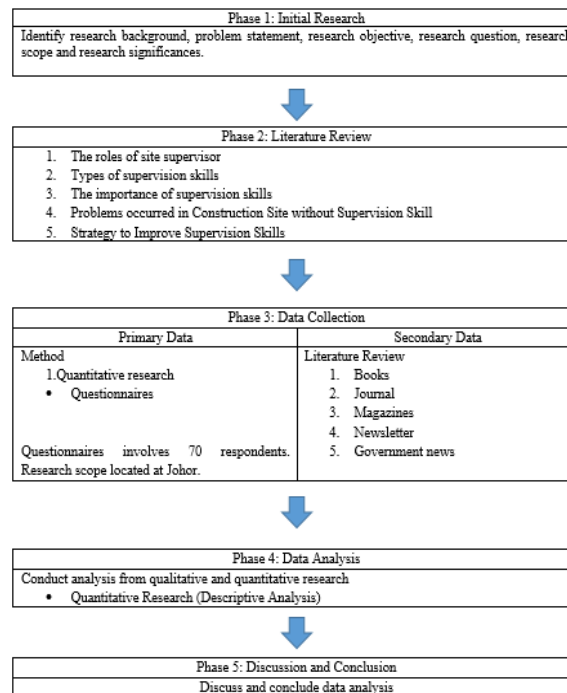 Phase 1: Initial Research
Identify research background, problem statement, research objective, research question, research
scope and research significances.
Phase 2: Literature Review
1. The roles of site supervisor
2. Types of supervision skills
3. The importance of supervision skills
4. Problems occurred in Construction Site without Supervision Skill
5. Strategy to Improve Supervision Skills
Phase 3: Data Collection
Primary Data
Method
1.Quantitative research
• Questionnaires
Questionnaires involves 70 respondents.
Research scope located at Johor.
Secondary Data
Literature Review
1. Books
2. Journal
3. Magazines
4. Newsletter
5. Government news
Phase 4: Data Analysis
Conduct analysis from qualitative and quantitative research
• Quantitative Research (Descriptive Analysis)
Phase 5: Discussion and Conclusion
Discuss and conclude data analysis